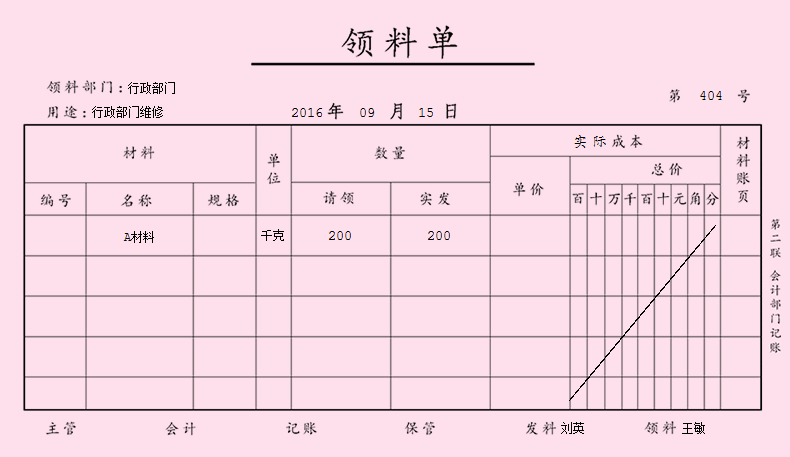 领料单
领料部门：行政部门
第 404 号
用途：行政部门维修 2016 年 09 月 15 日
材料 单位 数量 实际成本 材料账页
单价 总价
编号 名称 规格 请领 实发 百 十 万 千 百 十 元 角 分
A材料 千克 200 200
第二联 会计部门记账
主管 会计 记账 保管 发料 刘英 领料 王敏